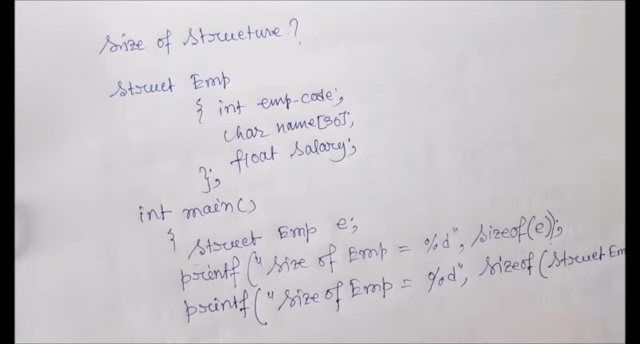 Size of Structure?
Struct Emp
{ int emp-code;
char name[30];
float salary;
};
int main()
{ Struct Emp e;
printf("Size of Emp = %d", Sizeof(e));
printf("Size of Emp = %d", Sizeof(Struct Em